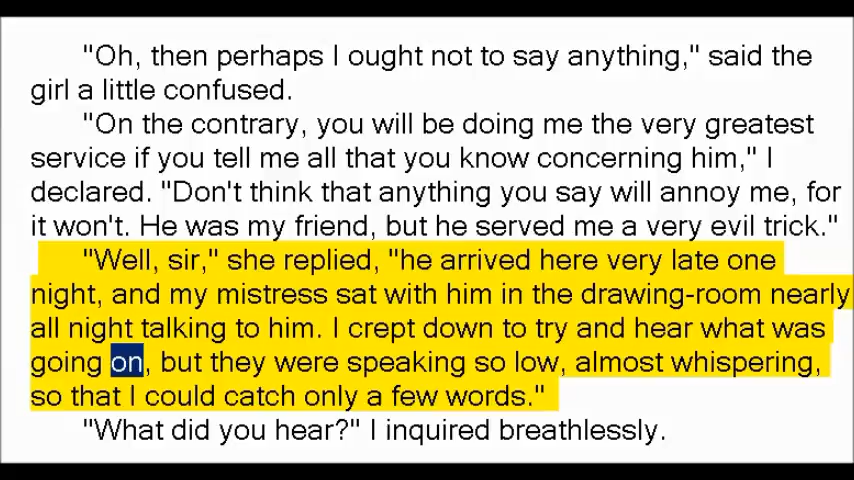 "Oh, then perhaps I ought not to say anything," said the
girl a little confused.
"On the contrary, you will be doing me the very greatest
service if you tell me all that you know concerning him," I
declared. "Don't think that anything you say will annoy me, for
it won't. He was my friend, but he served me a very evil trick."
"Well, sir," she replied, "he arrived here very late one
night, and my mistress sat with him in the drawing-room nearly
all night talking to him. I crept down to try and hear what was
going on, but they were speaking so low, almost whispering,
so that I could catch only a few words."
"What did you hear?" I inquired breathlessly.